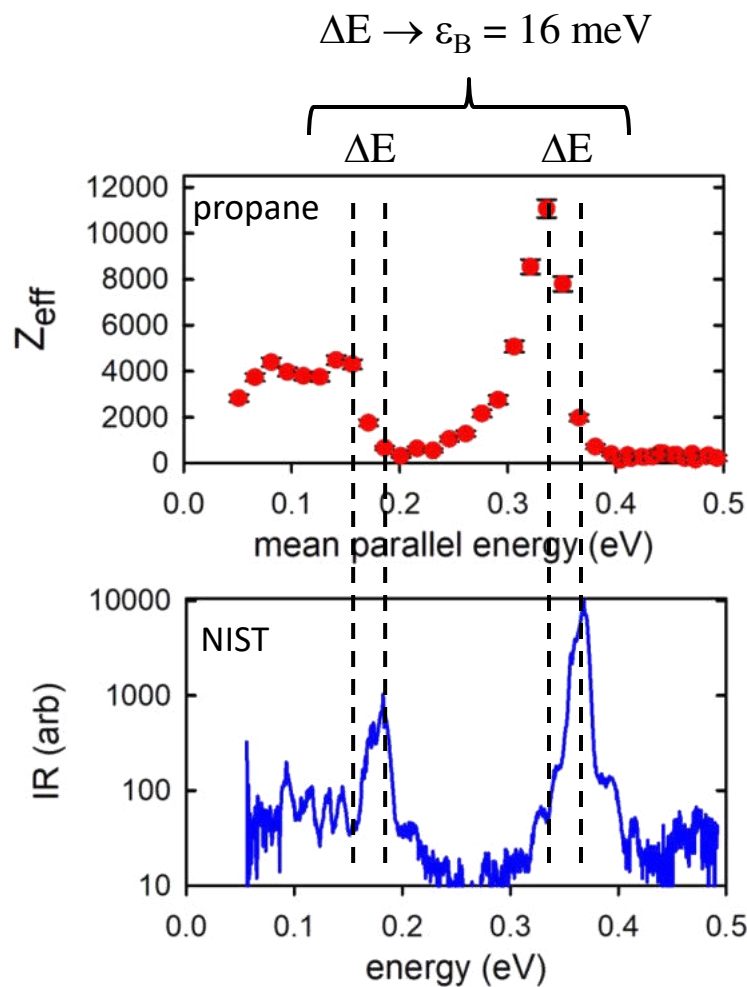 ΔE → εB = 16 meV
ΔE ΔE
12000
propane
10000
8000
6000
4000
2000
0
Zeff
0.0 0.1 0.2 0.3 0.4 0.5
mean parallel energy (eV)
10000
NIST
1000
100
10
IR (arb)
0.0 0.1 0.2 0.3 0.4 0.5
energy (eV)